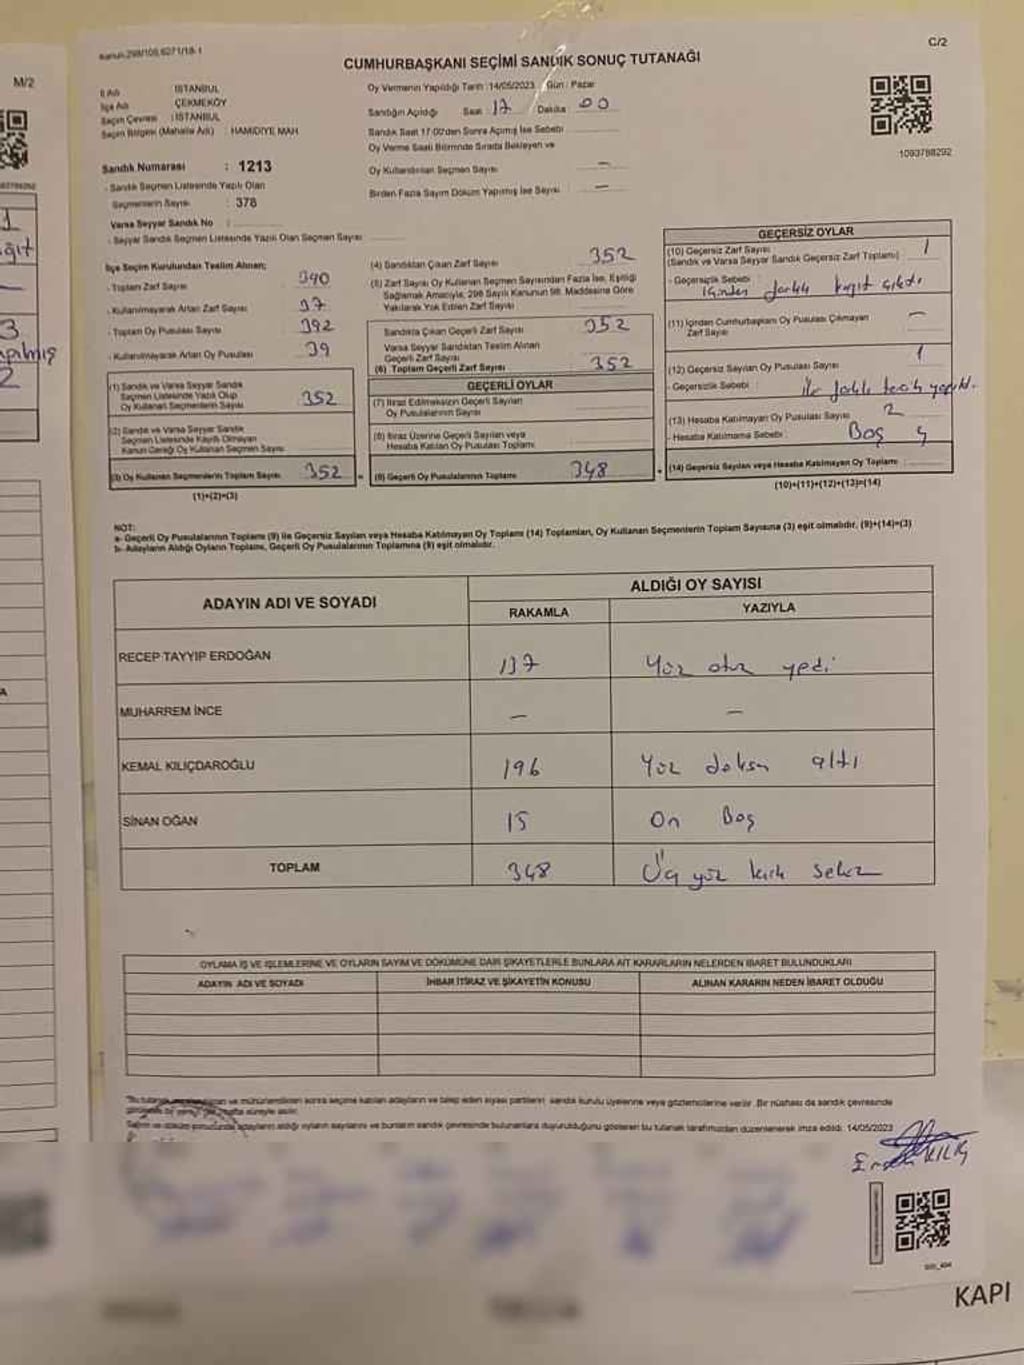 M/2
kanun 298/108,6271/18-1
C/2
CUMHURBAŞKANI SEÇİMİ SANDIK SONUÇ TUTANAĞI
İl Adı : İSTANBUL
İlçe Adı : ÇEKMEKÖY
Seçim Çevresi : İSTANBUL
Seçim Bölgesi (Mahalle Adı) : HAMİDİYE MAH
Sandık Numarası : 1213
- Sandık Seçmen Listesinde Yazılı Olan
Seçmenlerin Sayısı : 378
Varsa Seyyar Sandık No :
- Seyyar Sandık Seçmen Listesinde Yazılı Olan Seçmen Sayısı
Oy Vermenin Yapıldığı Tarih : 14/05/2023 Gün : Pazar
Sandığın Açıldığı Saat : 17 Dakika : 00
Sandık Saat 17:00'den Sonra Açılmış İse Sebebi
Oy Verme Saati Bitiminde Sırada Bekleyen ve
Oy Kullandırılan Seçmen Sayısı : —
Birden Fazla Sayım Döküm Yapılmış İse Sayısı : —
1093788292
İlçe Seçim Kurulundan Teslim Alınan;
- Toplam Zarf Sayısı 390
- Kullanılmayarak Artan Zarf Sayısı 37
- Toplam Oy Pusulası Sayısı 392
- Kullanılmayarak Artan Oy Pusulası 39
(1) Sandık ve Varsa Seyyar Sandık
Seçmen Listesinde Yazılı Olup
Oy Kullanan Seçmenlerin Sayısı 352
(2) Sandık ve Varsa Seyyar Sandık
Seçmen Listesinde Kayıtlı Olmayan
Kanun Gereği Oy Kullanan Seçmen Sayısı
(3) Oy Kullanan Seçmenlerin Toplam Sayısı 352
(1)+(2)=(3)
(4) Sandıktan Çıkan Zarf Sayısı 352
(5) Zarf Sayısı Oy Kullanan Seçmen Sayısından Fazla İse, Eşitliği
Sağlamak Amacıyla, 298 Sayılı Kanunun 98. Maddesine Göre
Yakılarak Yok Edilen Zarf Sayısı
Sandıkta Çıkan Geçerli Zarf Sayısı 352
Varsa Seyyar Sandıktan Teslim Alınan
Geçerli Zarf Sayısı
(6) Toplam Geçerli Zarf Sayısı 352
GEÇERLİ OYLAR
(7) İtiraz Edilmeksizin Geçerli Sayılan
Oy Pusulalarının Sayısı
(8) İtiraz Üzerine Geçerli Sayılan veya
Hesaba Katılan Oy Pusulası Toplamı
(9) Geçerli Oy Pusulalarının Toplamı 348
GEÇERSİZ OYLAR
(10) Geçersiz Zarf Sayısı 1
(Sandık ve Varsa Seyyar Sandık Geçersiz Zarf Toplamı)
- Geçersizlik Sebebi : içinden farklı kağıt çıktı
(11) İçinden Cumhurbaşkanı Oy Pusulası Çıkmayan —
Zarf Sayısı
(12) Geçersiz Sayılan Oy Pusulası Sayısı 1
- Geçersizlik Sebebi : iki farklı tercih yapıldı.
(13) Hesaba Katılmayan Oy Pusulası Sayısı 2
- Hesaba Katılmama Sebebi : Boş 4
(14) Geçersiz Sayılan veya Hesaba Katılmayan Oy Toplamı
(10)+(11)+(12)+(13)=(14)
NOT:
a- Geçerli Oy Pusulalarının Toplamı (9) ile Geçersiz Sayılan veya Hesaba Katılmayan Oy Toplamı (14) Toplamları, Oy Kullanan Seçmenlerin Toplam Sayısına (3) eşit olmalıdır. (9)+(14)=(3)
b- Adayların Aldığı Oyların Toplamı, Geçerli Oy Pusulalarının Toplamına (9) eşit olmalıdır.
ADAYIN ADI VE SOYADI
ALDIĞI OY SAYISI
RAKAMLA YAZIYLA
RECEP TAYYİP ERDOĞAN 137 Yüz otuz yedi
MUHARREM İNCE — —
KEMAL KILIÇDAROĞLU 196 Yüz doksan altı
SİNAN OĞAN 15 On Beş
TOPLAM 348 Üç yüz kırk sekiz
OYLAMA İŞ VE İŞLEMLERİNE VE OYLARIN SAYIM VE DÖKÜMÜNE DAİR ŞİKAYETLERLE BUNLARA AİT KARARLARIN NELERDEN İBARET BULUNDUKLARI
ADAYIN ADI VE SOYADI İHBAR İTİRAZ VE ŞİKAYETİN KONUSU ALINAN KARARIN NEDEN İBARET OLDUĞU
ve mühürlendikten sonra seçime katılan adayların ve talep eden siyasi partilerin sandık kurulu üyelerine veya gözlemcilerine verilir. Bir nüshası da sandık çevresinde
hafta süreyle asılır.
Sayım ve döküm sonucunda adayların aldığı oyların sayılarını ve bunların sandık çevresinde bulunanlara duyurulduğunu gösteren bu tutanak tarafımızdan düzenlenerek imza edildi. 14/05/2023
KILIÇ
KAPI